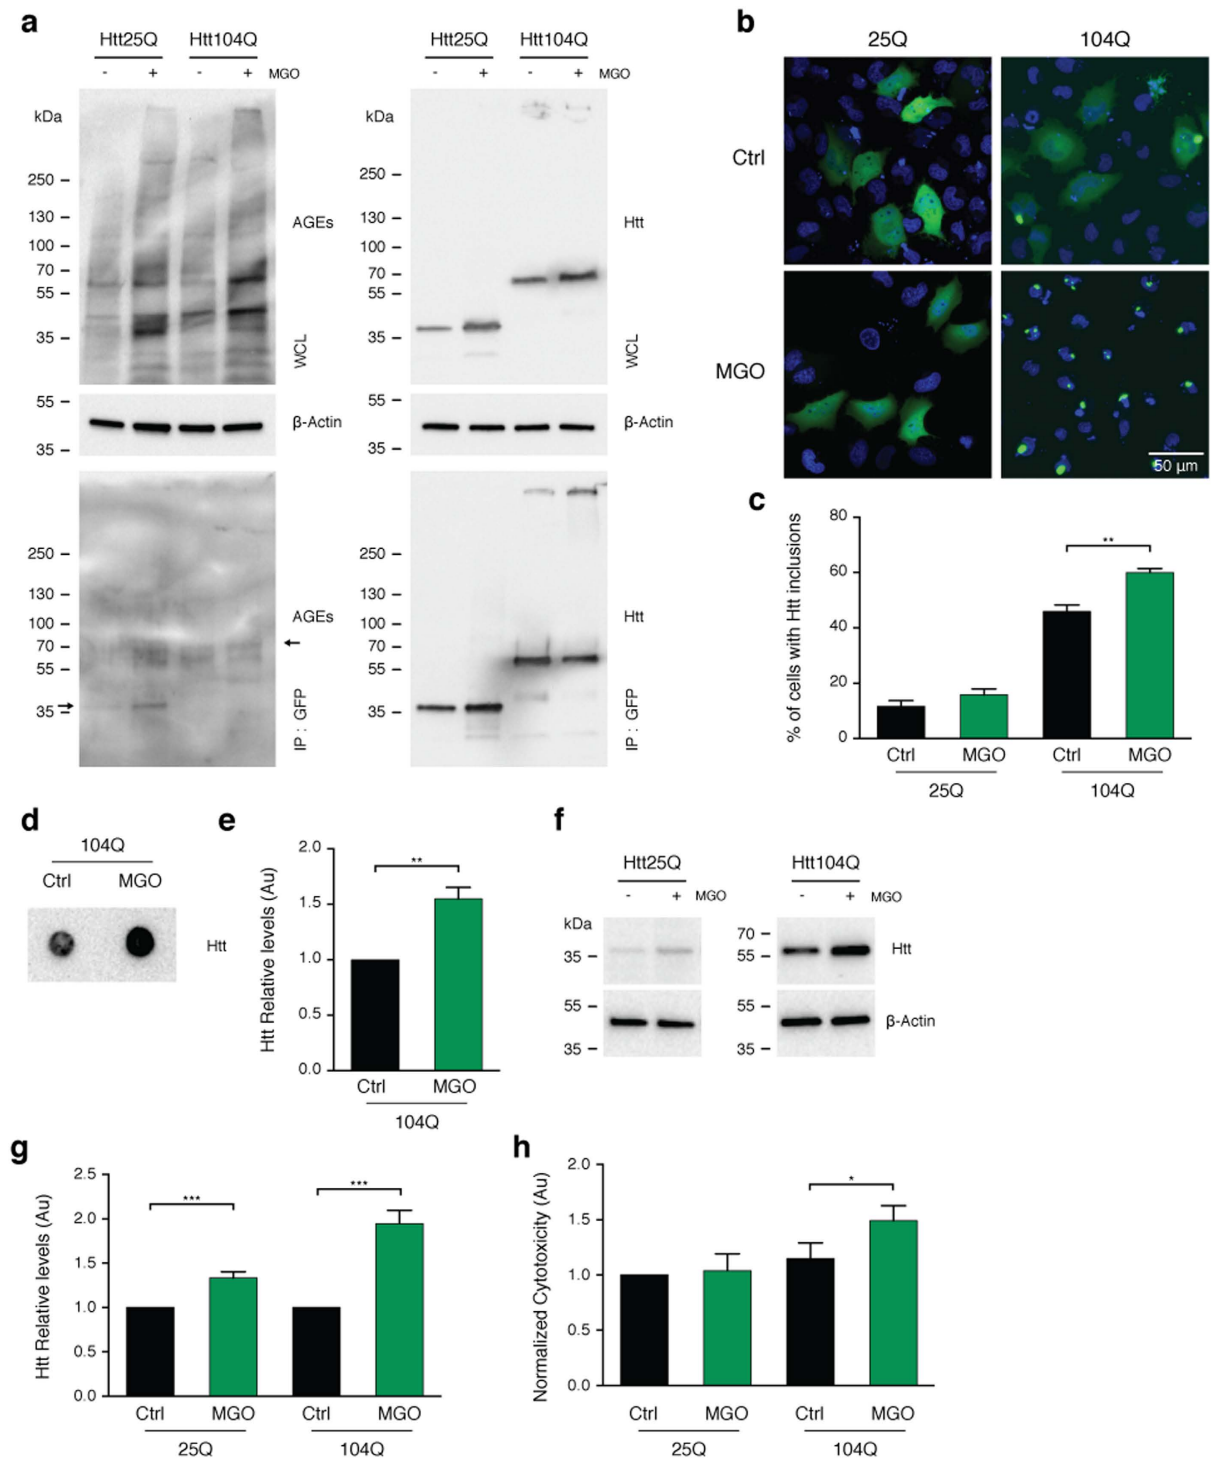 a
Htt25Q Htt104Q
- + - + MGO
kDa
250
130
100
70
55
35
AGEs
WCL
55
35
β-Actin
250
130
100
70
55
35
AGEs
IP : GFP
Htt25Q Htt104Q
- + - + MGO
kDa
250
130
100
70
55
35
Htt
WCL
55
35
β-Actin
250
130
100
70
55
35
Htt
IP : GFP
b
25Q 104Q
Ctrl
MGO
50 µm
c
% of cells with Htt inclusions
80
60
40
20
0
**
Ctrl MGO Ctrl MGO
25Q 104Q
d
104Q
Ctrl MGO
Htt
e
Htt Relative levels (Au)
2.0
1.5
1.0
0.5
0.0
**
Ctrl MGO
104Q
f
Htt25Q Htt104Q
- + MGO - + MGO
kDa
35
55
35
70
55
55
35
Htt
β-Actin
g
Htt Relative levels (Au)
2.5
2.0
1.5
1.0
0.5
0.0
*** ***
Ctrl MGO Ctrl MGO
25Q 104Q
h
Normalized Cytotoxicity (Au)
2.0
1.5
1.0
0.5
0.0
*
Ctrl MGO Ctrl MGO
25Q 104Q